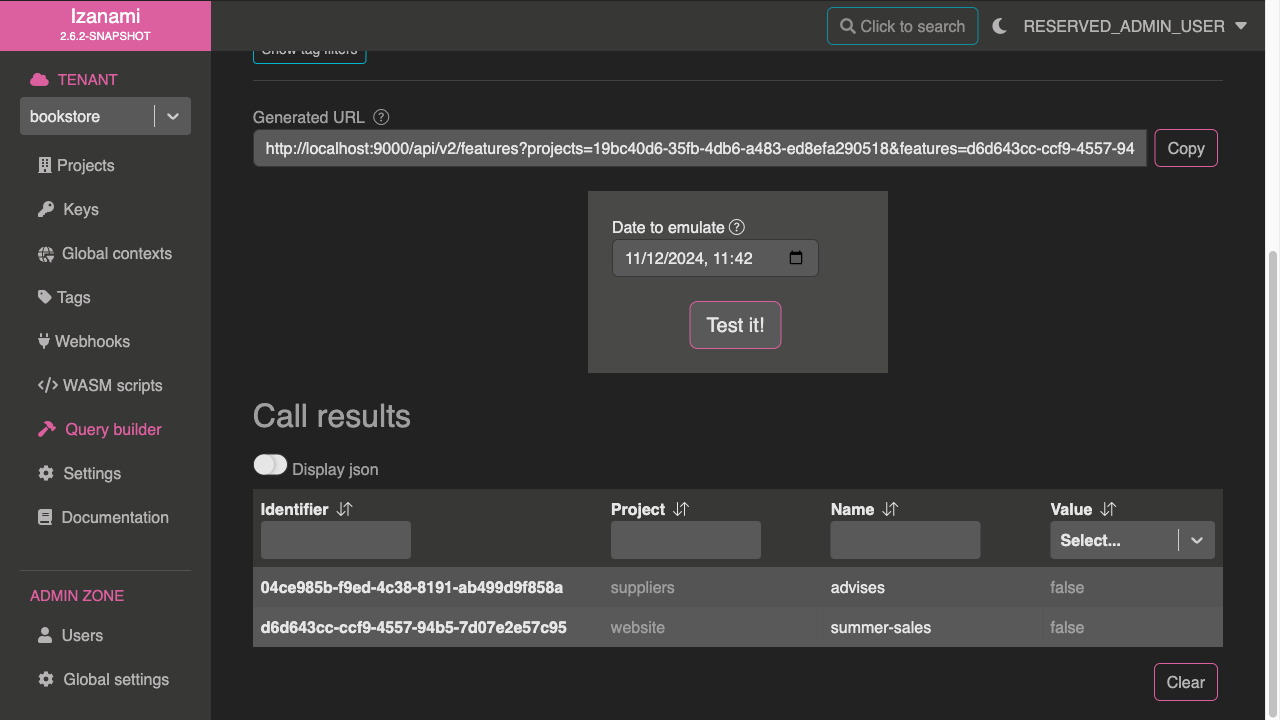 Izanami
2.6.2-SNAPSHOT
Click to search
RESERVED_ADMIN_USER
TENANT
bookstore
Projects
Keys
Global contexts
Tags
Webhooks
WASM scripts
Query builder
Settings
Documentation
ADMIN ZONE
Users
Global settings
Show tag filters
Generated URL
http://localhost:9000/api/v2/features?projects=19bc40d6-35fb-4db6-a483-ed8efa290518&features=d6d643cc-ccf9-4557-94
Copy
Date to emulate
11/12/2024, 11:42
Test it!
Call results
Display json
Identifier Project Name Value
Select...
04ce985b-f9ed-4c38-8191-ab499d9f858a suppliers advises false
d6d643cc-ccf9-4557-94b5-7d07e2e57c95 website summer-sales false
Clear